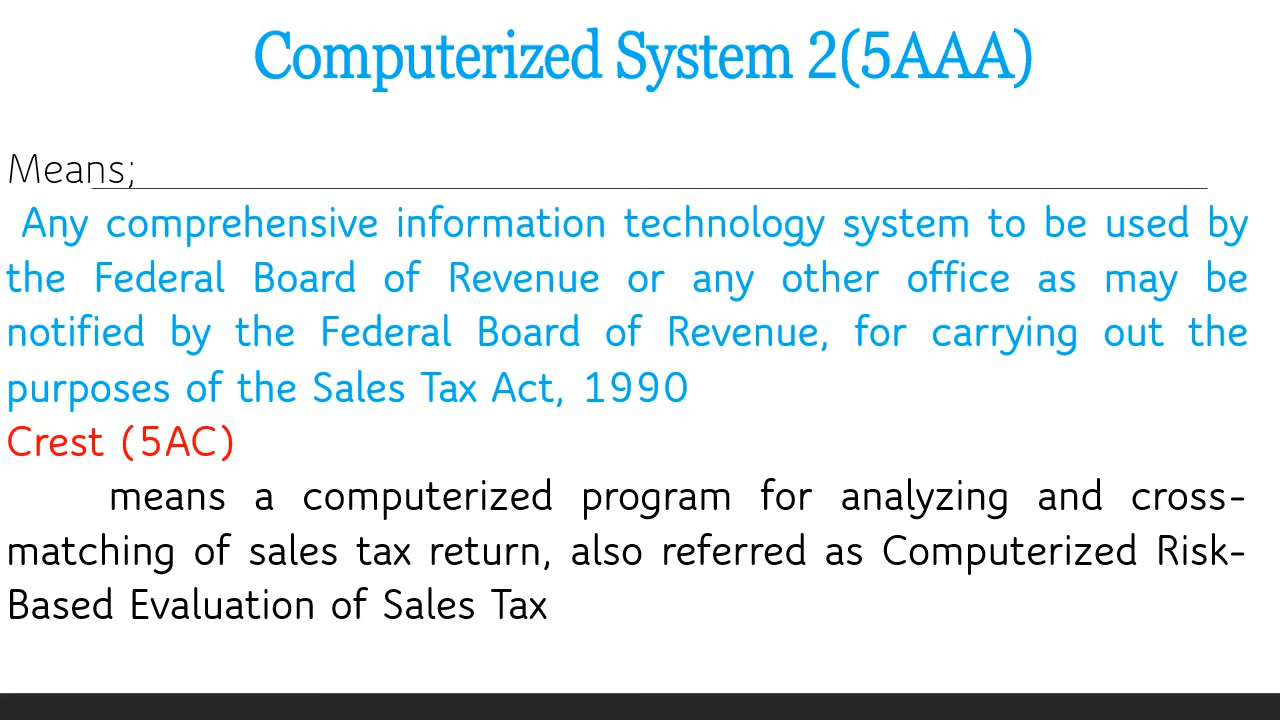 Computerized System 2(5AAA)
Means;
Any comprehensive information technology system to be used by
the Federal Board of Revenue or any other office as may be
notified by the Federal Board of Revenue, for carrying out the
purposes of the Sales Tax Act, 1990
Crest (5AC)
means a computerized program for analyzing and cross-
matching of sales tax return, also referred as Computerized Risk-
Based Evaluation of Sales Tax